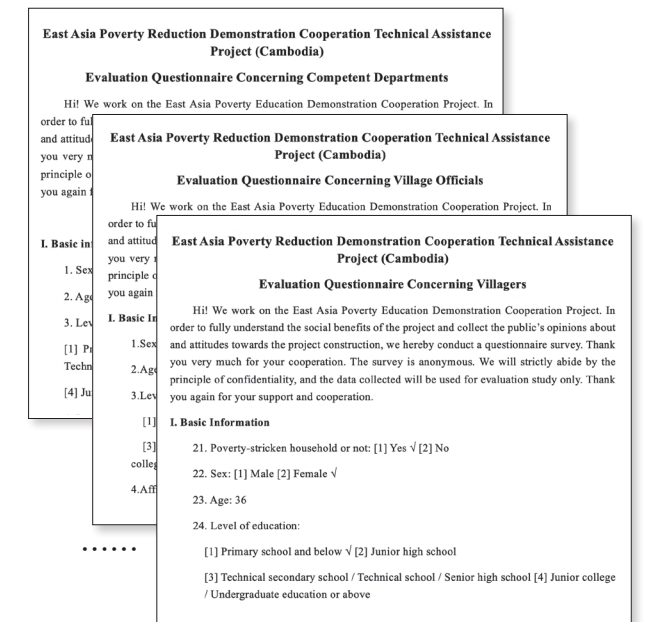 East Asia Poverty Reduction Demonstration Cooperation Technical Assistance
Project (Cambodia)
Evaluation Questionnaire Concerning Competent Departments
Hi! We work on the East Asia Poverty Education Demonstration Cooperation Project. In
order to ful
and attitud
you very m
principle o
you again f
I. Basic in
1. Sex
2. Age
3. Lev
[1] Pr
Techn
[4] Ju
East Asia Poverty Reduction Demonstration Cooperation Technical Assistance
Project (Cambodia)
Evaluation Questionnaire Concerning Village Officials
Hi! We work on the East Asia Poverty Education Demonstration Cooperation Project. In
order to fu
and attitud
you very
principle o
you again
I. Basic In
1.Sex
2.Age
3.Lev
[1]
[3]
colleg
4.Aff
East Asia Poverty Reduction Demonstration Cooperation Technical Assistance
Project (Cambodia)
Evaluation Questionnaire Concerning Villagers
Hi! We work on the East Asia Poverty Education Demonstration Cooperation Project. In
order to fully understand the social benefits of the project and collect the public's opinions about
and attitudes towards the project construction, we hereby conduct a questionnaire survey. Thank
you very much for your cooperation. The survey is anonymous. We will strictly abide by the
principle of confidentiality, and the data collected will be used for evaluation study only. Thank
you again for your support and cooperation.
I. Basic Information
21. Poverty-stricken household or not: [1] Yes √ [2] No
22. Sex: [1] Male [2] Female √
23. Age: 36
24. Level of education:
[1] Primary school and below √ [2] Junior high school
[3] Technical secondary school / Technical school / Senior high school [4] Junior college
/ Undergraduate education or above
......